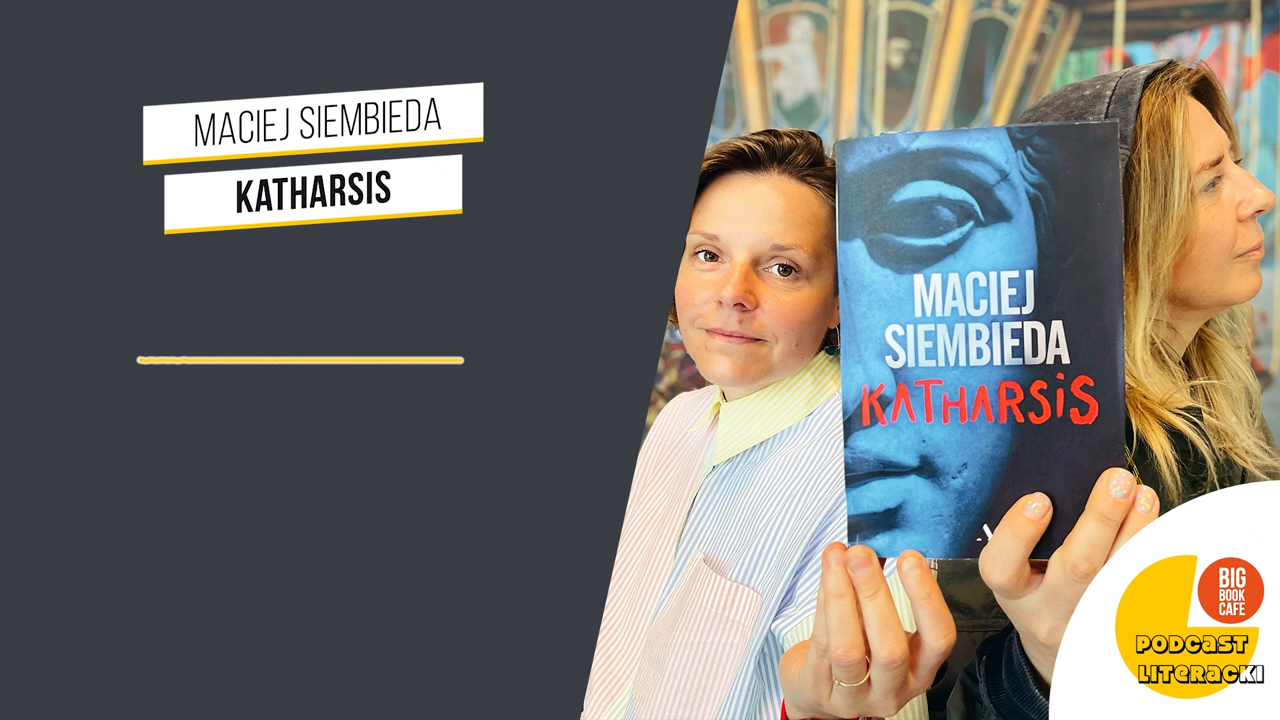 MACIEJ SIEMBIEDA
KATHARSIS
MACIEJ
SIEMBIEDA
KATHARSiS
BIG
BOOK
CAFE
PODCAST
LITERACKI